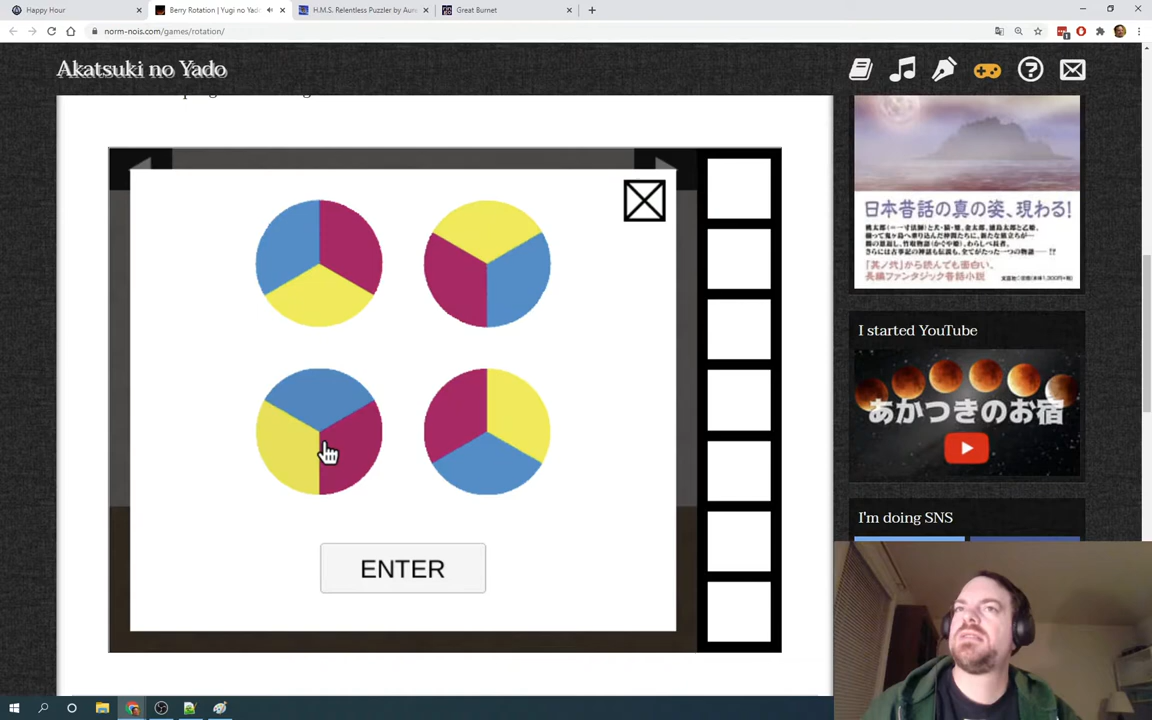 Happy Hour
Berry Rotation | Yugi no Yado
H.M.S. Relentless Puzzler by Aure
Great Burnet
norm-nois.com/games/rotation/
Akatsuki no Yado
日本昔話の真の姿、現わる!
I started YouTube
あかつきのお宿
I'm doing SNS
ENTER